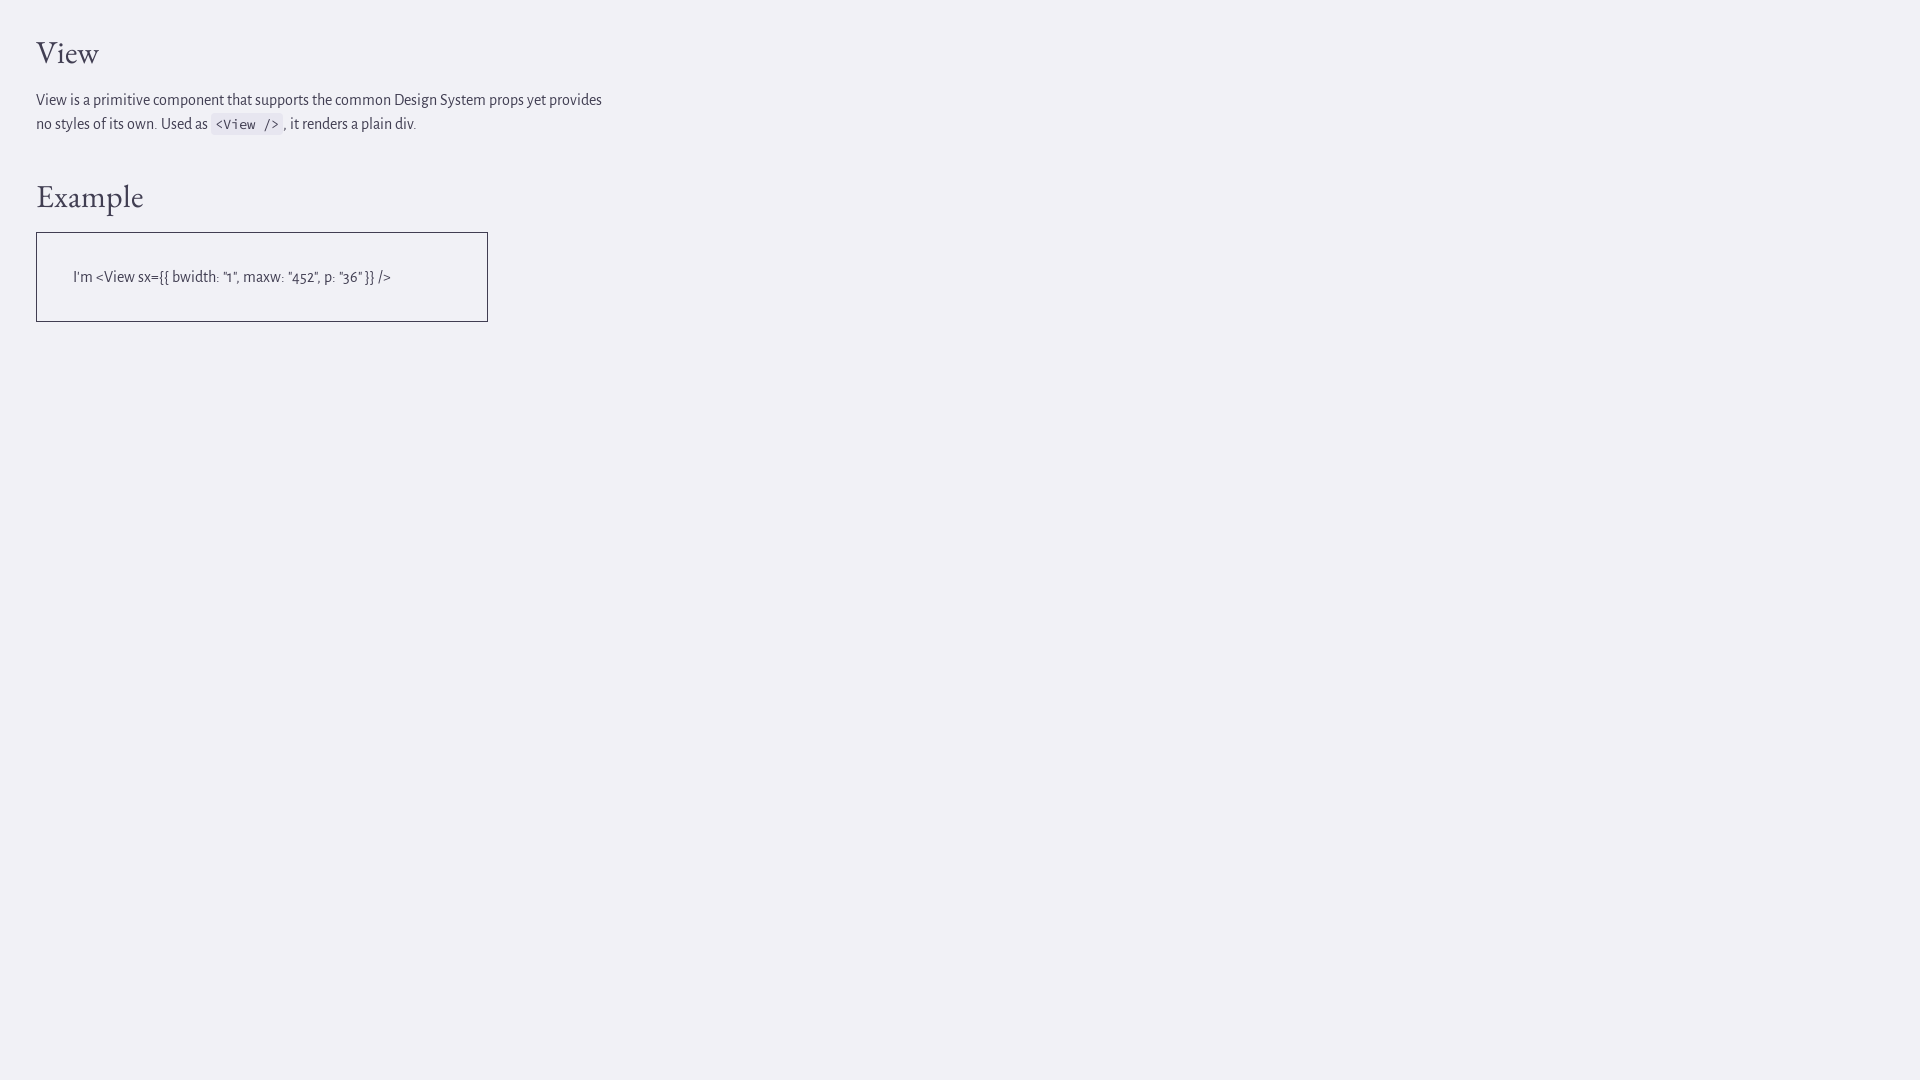 View
View is a primitive component that supports the common Design System props yet provides
no styles of its own. Used as <View />, it renders a plain div.
Example
I'm <View sx={{ bwidth: "1", maxw: "452", p: "36" }} />